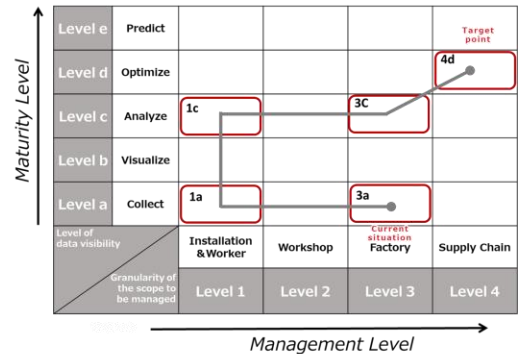 Maturity Level
Level e
Predict
Target
point
Level d
Optimize
4d
Level c
Analyze
1c
3C
Level b
Visualize
Level a
Collect
1a
3a
Current
situation
Level of
data visibility
Installation
&Worker
Workshop
Factory
Supply Chain
Granularity of
the scope to
be managed
Level 1
Level 2
Level 3
Level 4
Management Level